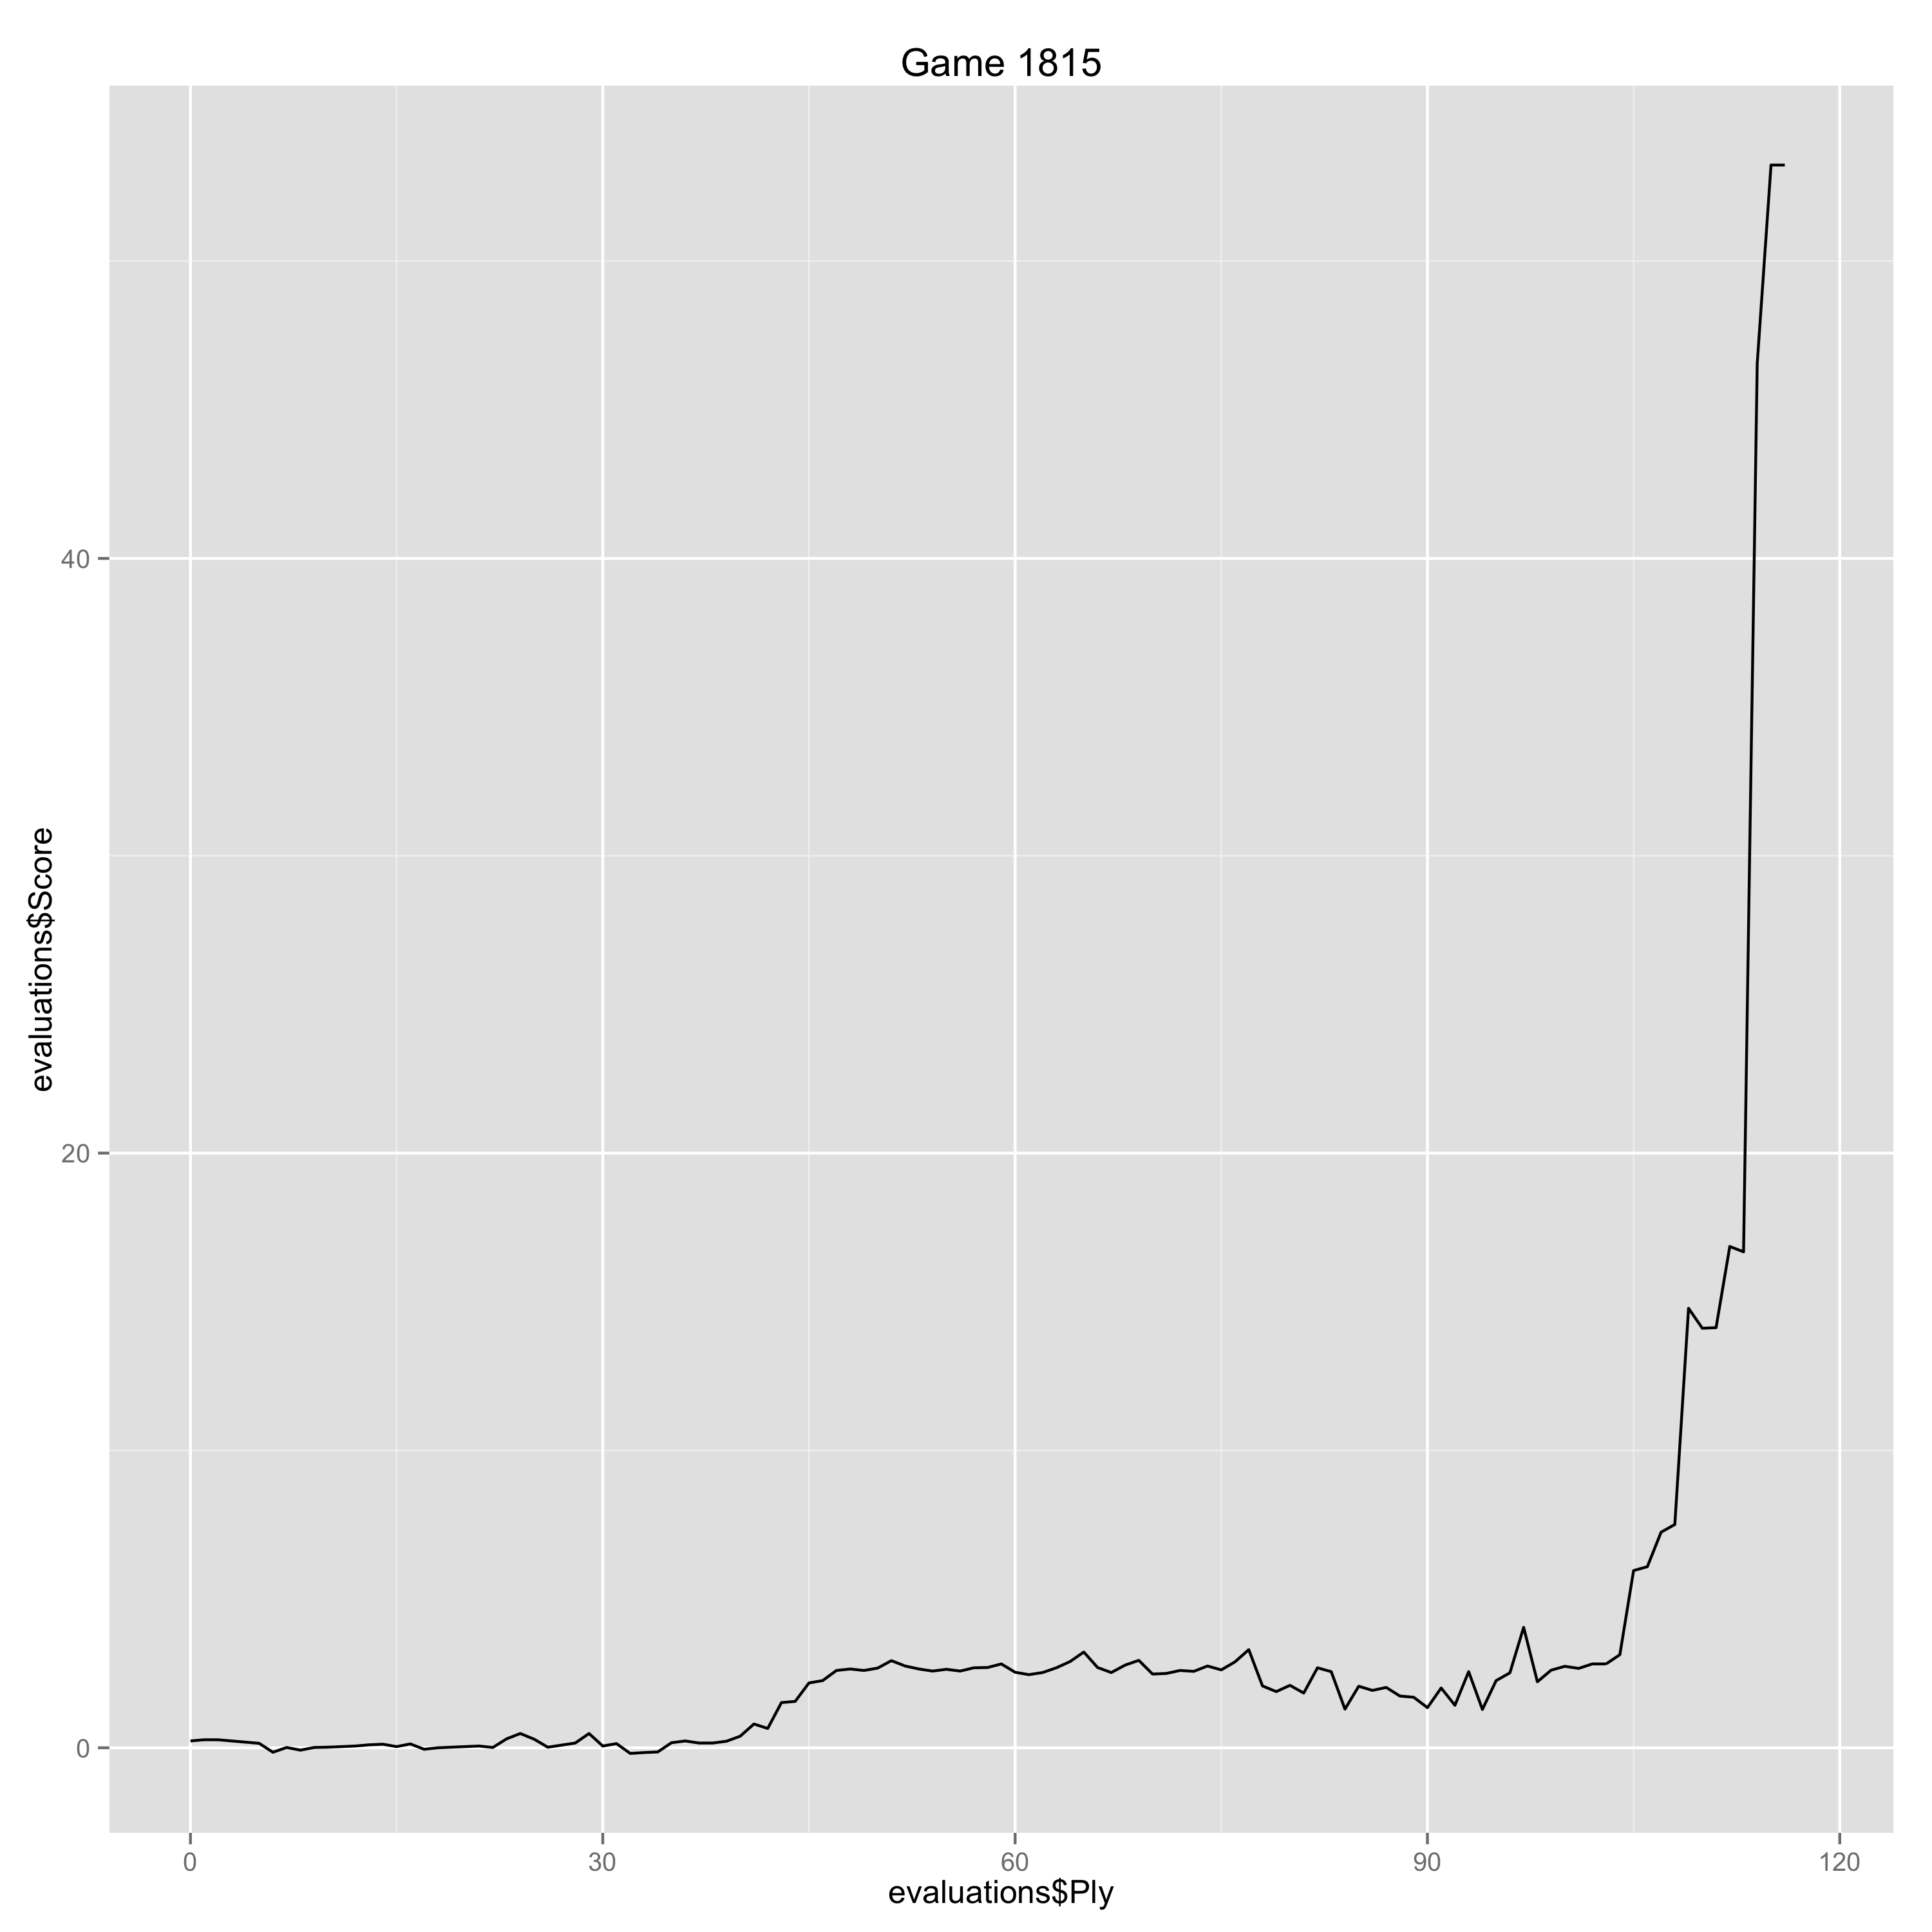 Game 1815
evaluations$Score
40
20
0
0 30 60 90 120
evaluations$Ply